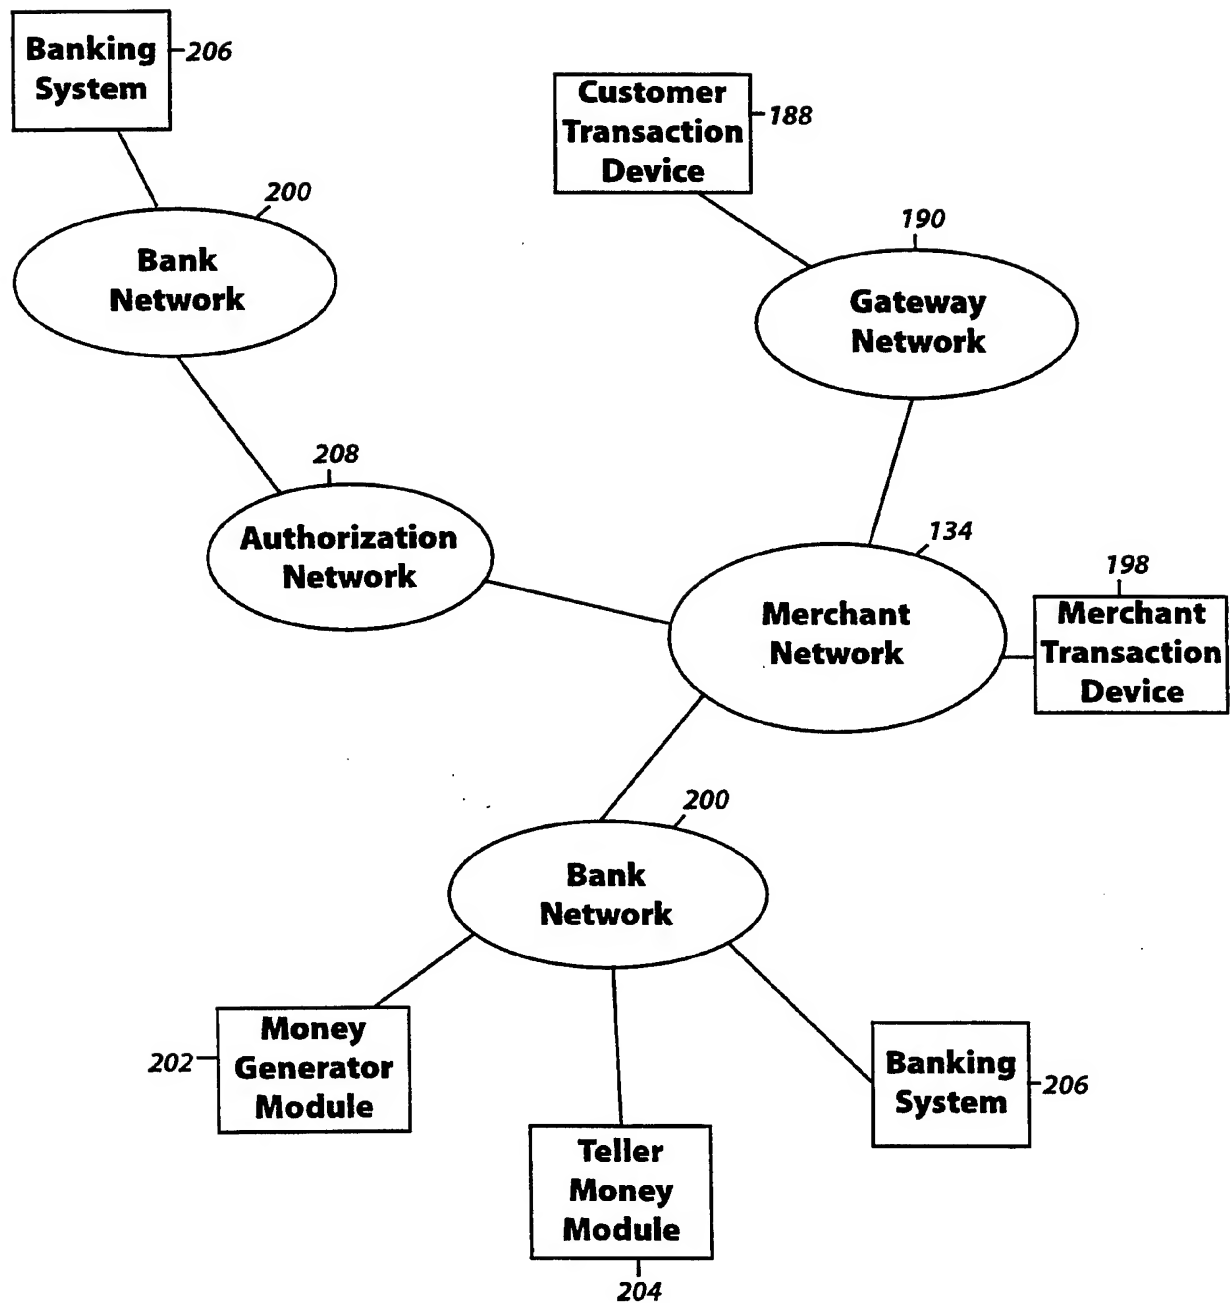 Banking
System
206
Customer
Transaction
Device
188
200
Bank
Network
190
Gateway
Network
208
Authorization
Network
134
Merchant
Network
198
Merchant
Transaction
Device
200
Bank
Network
Money
Generator
Module
202
Banking
System
206
Teller
Money
Module
204